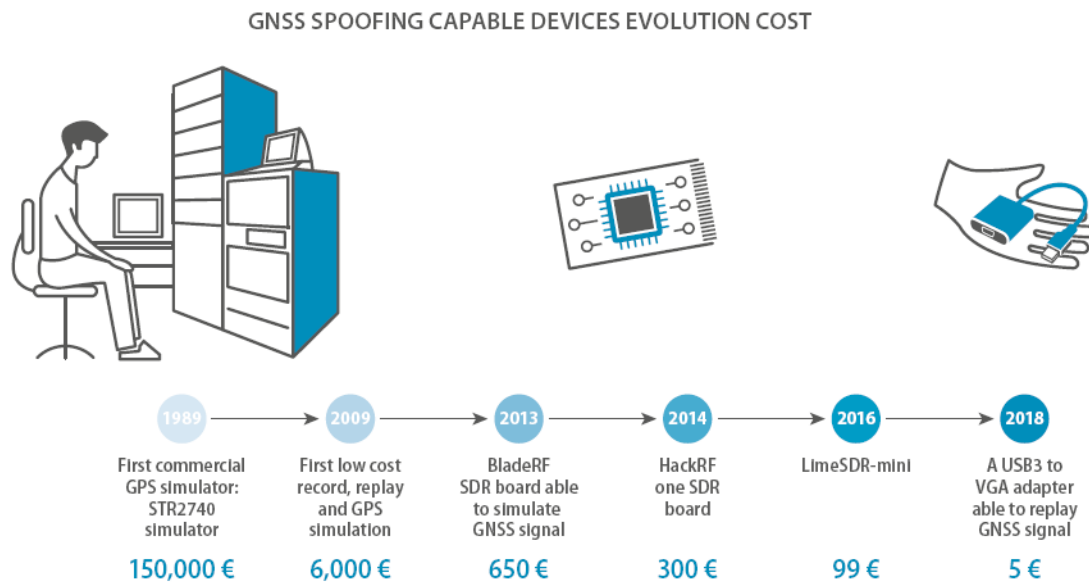 GNSS SPOOFING CAPABLE DEVICES EVOLUTION COST
1989
2009
2013
2014
2016
2018
First commercial
GPS simulator:
STR2740
simulator
First low cost
record, replay
and GPS
simulation
BladeRF
SDR board able
to simulate
GNSS signal
HackRF
one SDR
board
LimeSDR-mini
A USB3 to
VGA adapter
able to replay
GNSS signal
150,000 €
6,000 €
650 €
300 €
99 €
5 €